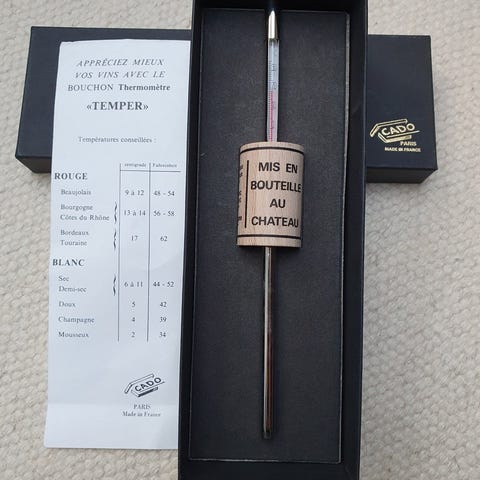 APPRÉCIEZ MIEUX
VOS VINS AVEC LE
BOUCHON Thermomètre
«TEMPER»
Températures conseillées :
centigrade Fahrenheit
ROUGE
Beaujolais 9 à 12 48 - 54
Bourgogne
Côtes du Rhône 13 à 14 56 - 58
Bordeaux
Touraine 17 62
BLANC
Sec
Demi-sec 6 à 11 44 - 52
Doux 5 42
Champagne 4 39
Mousseux 2 34
CADO
PARIS
Made in France
MIS EN
BOUTEILLE
AU
CHATEAU
CADO
PARIS
MADE IN FRANCE